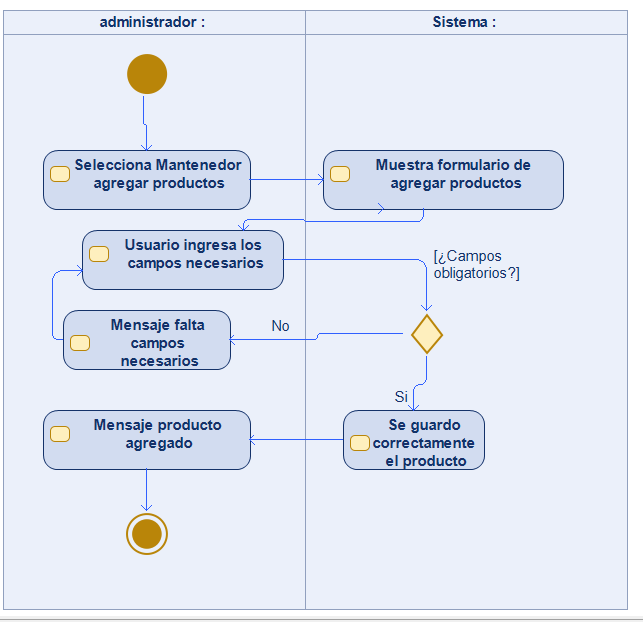 administrador :
Sistema :
Selecciona Mantenedor
agregar productos
Muestra formulario de
agregar productos
Usuario ingresa los
campos necesarios
[¿Campos
obligatorios?]
Mensaje falta
campos
necesarios
No
Si
Mensaje producto
agregado
Se guardo
correctamente
el producto